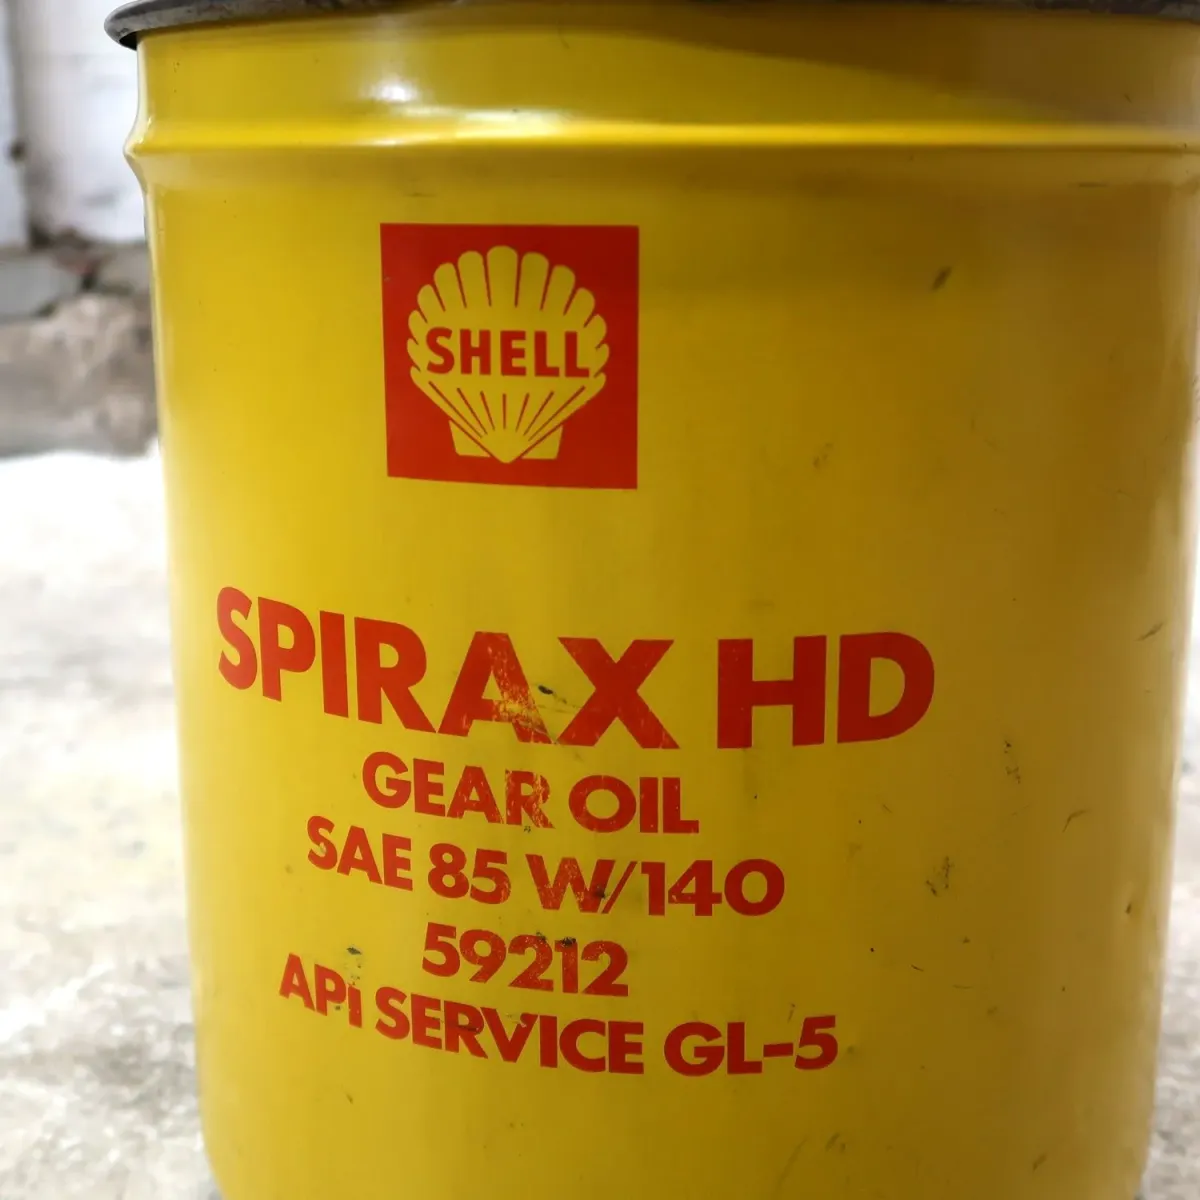 SHELL
SPIRAX HD
GEAR OIL
SAE 85 W/140
59212
API SERVICE GL-5